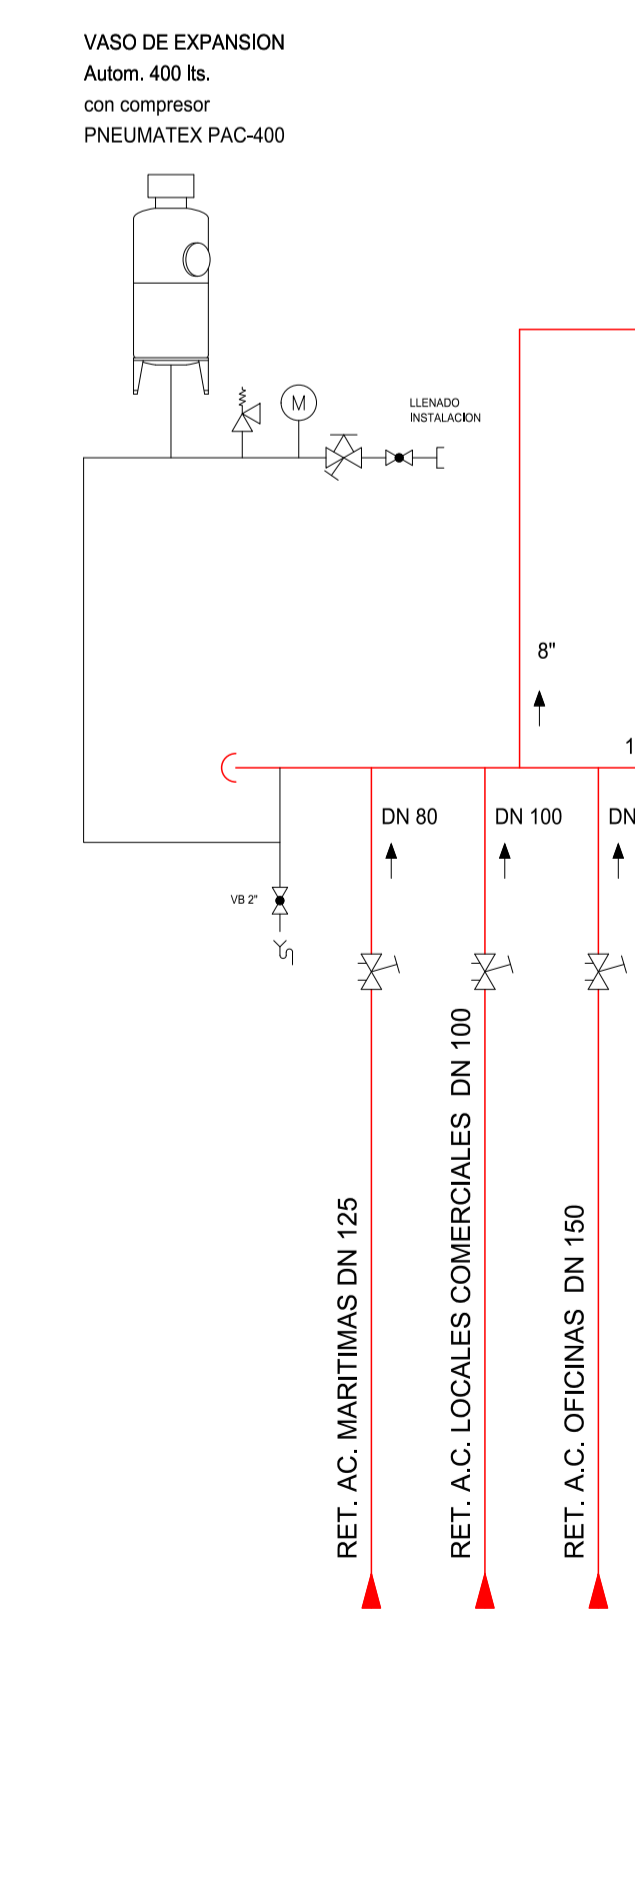 VASO DE EXPANSION
Autom. 400 lts.
con compresor
PNEUMATEX PAC-400
M
LLENADO
INSTALACION
8"
1
DN 80
DN 100
DN
VB 2"
RET. AC. MARITIMAS DN 125
RET. A.C. LOCALES COMERCIALES DN 100
RET. A.C. OFICINAS DN 150